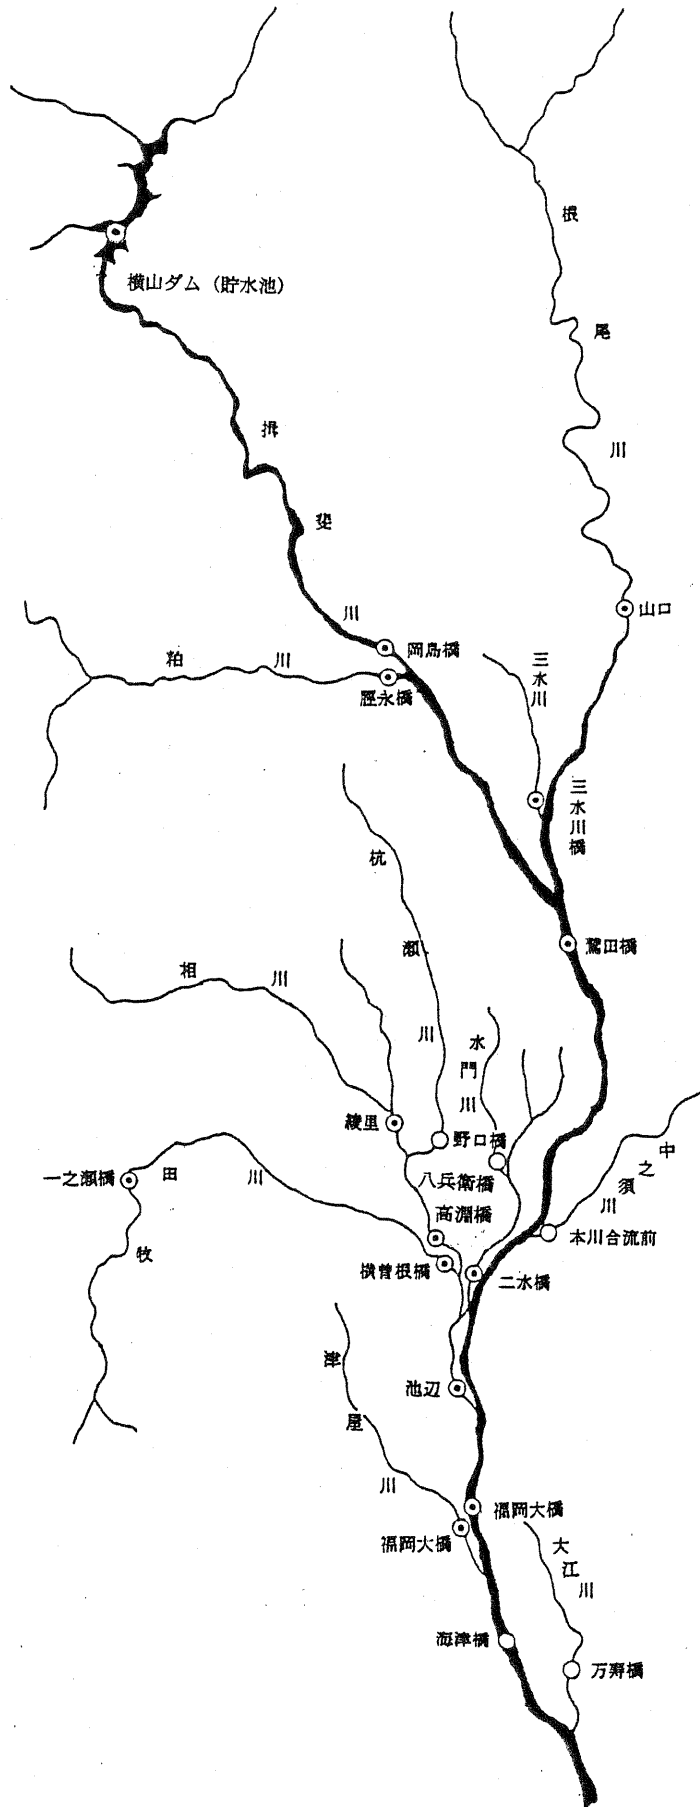 横山ダム（貯水池）
根尾川
揖斐川
山口
岡島橋
粕川
脛永橋
三水川
三水川橋
杭瀬川
鷺田橋
相川
水門川
綾里
野口橋
中之須川
一之瀬橋
牧田川
八兵衛橋
高淵橋
本川合流前
横曽根橋
二水橋
津屋川
池辺
福岡大橋
福岡大橋
大江川
海津橋
万寿橋